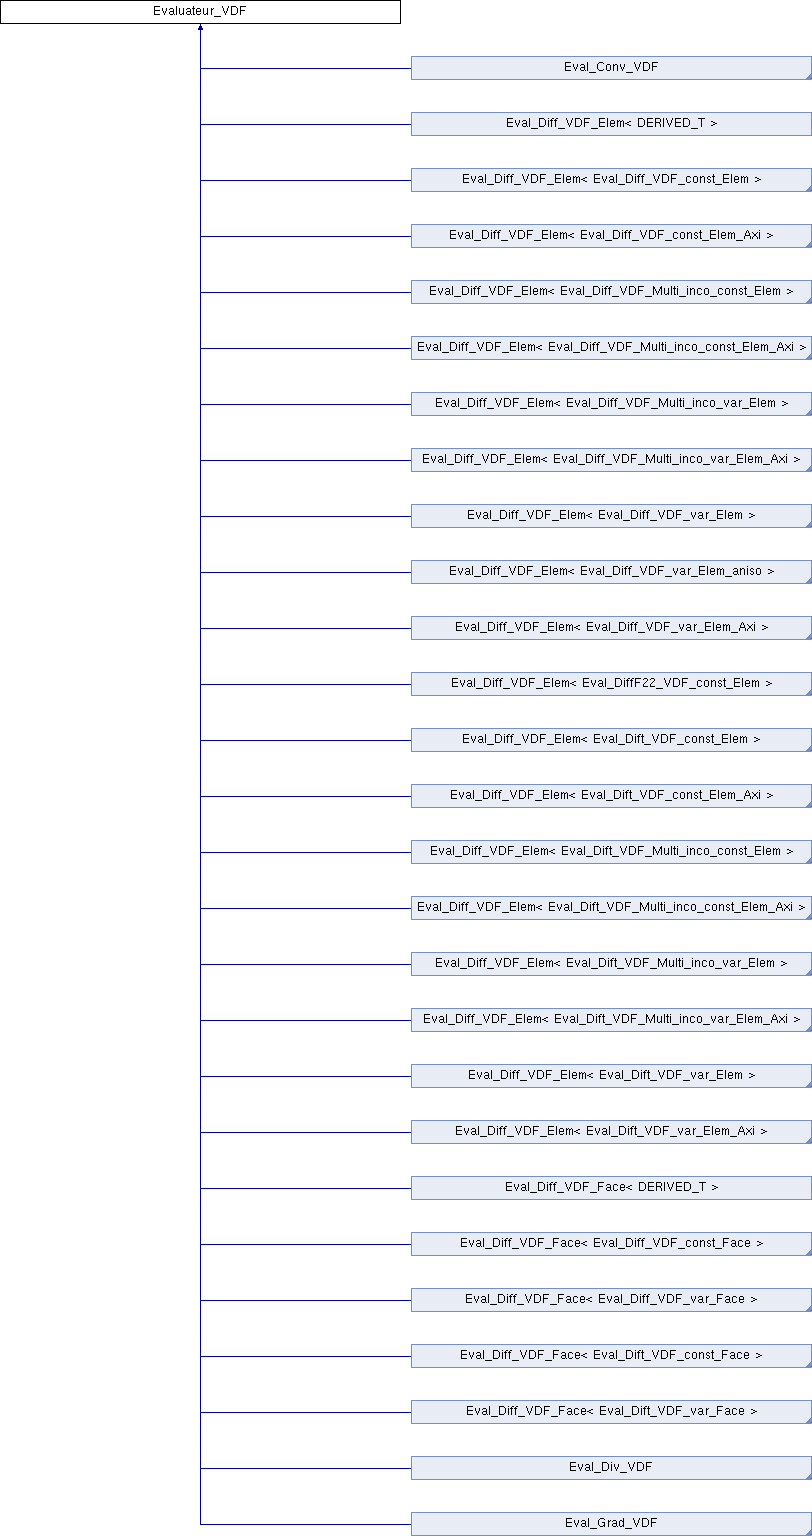 Evaluateur_VDF
Eval_Conv_VDF
Eval_Diff_VDF_Elem< DERIVED_T >
Eval_Diff_VDF_Elem< Eval_Diff_VDF_const_Elem >
Eval_Diff_VDF_Elem< Eval_Diff_VDF_const_Elem_Axi >
Eval_Diff_VDF_Elem< Eval_Diff_VDF_Multi_inco_const_Elem >
Eval_Diff_VDF_Elem< Eval_Diff_VDF_Multi_inco_const_Elem_Axi >
Eval_Diff_VDF_Elem< Eval_Diff_VDF_Multi_inco_var_Elem >
Eval_Diff_VDF_Elem< Eval_Diff_VDF_Multi_inco_var_Elem_Axi >
Eval_Diff_VDF_Elem< Eval_Diff_VDF_var_Elem >
Eval_Diff_VDF_Elem< Eval_Diff_VDF_var_Elem_aniso >
Eval_Diff_VDF_Elem< Eval_Diff_VDF_var_Elem_Axi >
Eval_Diff_VDF_Elem< Eval_DiffF22_VDF_const_Elem >
Eval_Diff_VDF_Elem< Eval_Dift_VDF_const_Elem >
Eval_Diff_VDF_Elem< Eval_Dift_VDF_const_Elem_Axi >
Eval_Diff_VDF_Elem< Eval_Dift_VDF_Multi_inco_const_Elem >
Eval_Diff_VDF_Elem< Eval_Dift_VDF_Multi_inco_const_Elem_Axi >
Eval_Diff_VDF_Elem< Eval_Dift_VDF_Multi_inco_var_Elem >
Eval_Diff_VDF_Elem< Eval_Dift_VDF_Multi_inco_var_Elem_Axi >
Eval_Diff_VDF_Elem< Eval_Dift_VDF_var_Elem >
Eval_Diff_VDF_Elem< Eval_Dift_VDF_var_Elem_Axi >
Eval_Diff_VDF_Face< DERIVED_T >
Eval_Diff_VDF_Face< Eval_Diff_VDF_const_Face >
Eval_Diff_VDF_Face< Eval_Diff_VDF_var_Face >
Eval_Diff_VDF_Face< Eval_Dift_VDF_const_Face >
Eval_Diff_VDF_Face< Eval_Dift_VDF_var_Face >
Eval_Div_VDF
Eval_Grad_VDF